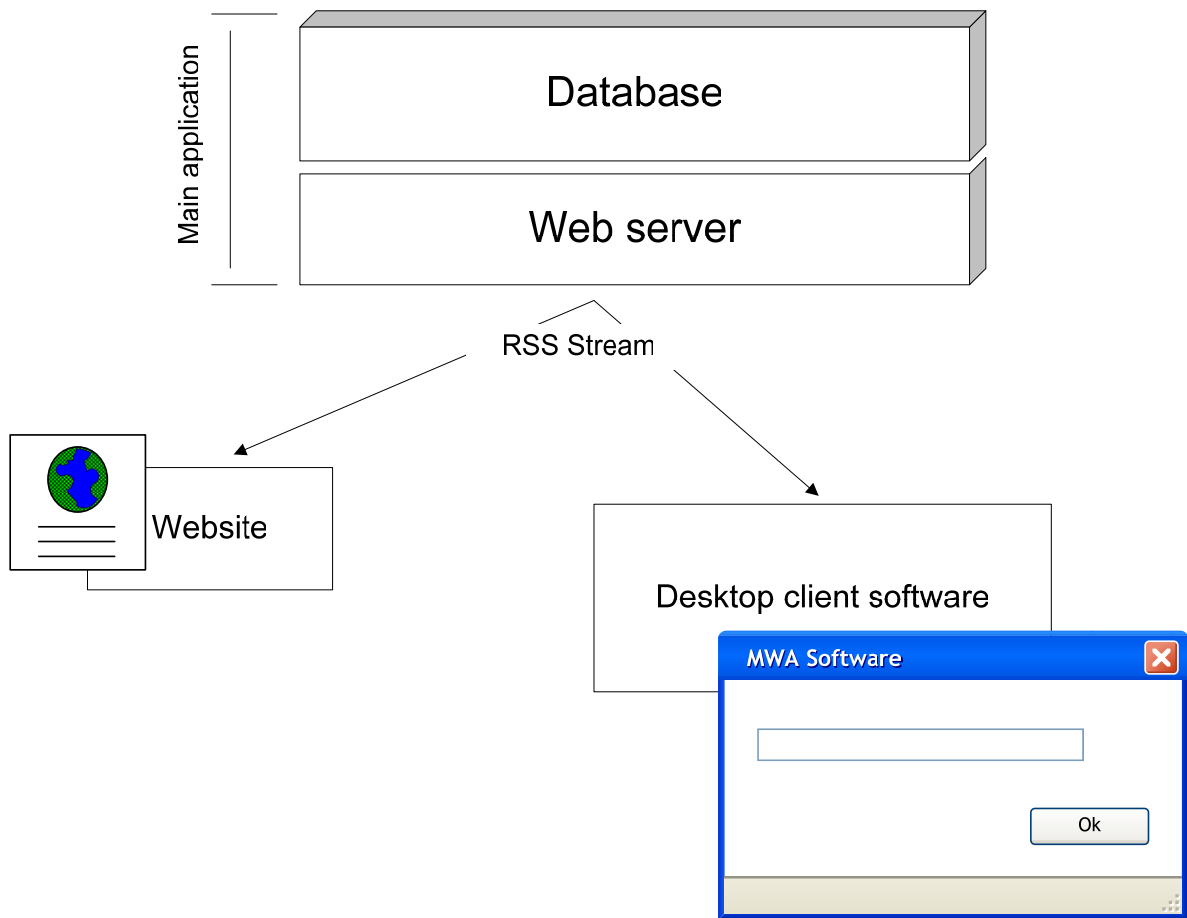 Main application
Database
Web server
RSS Stream
Website
Desktop client software
MWA Software
Ok